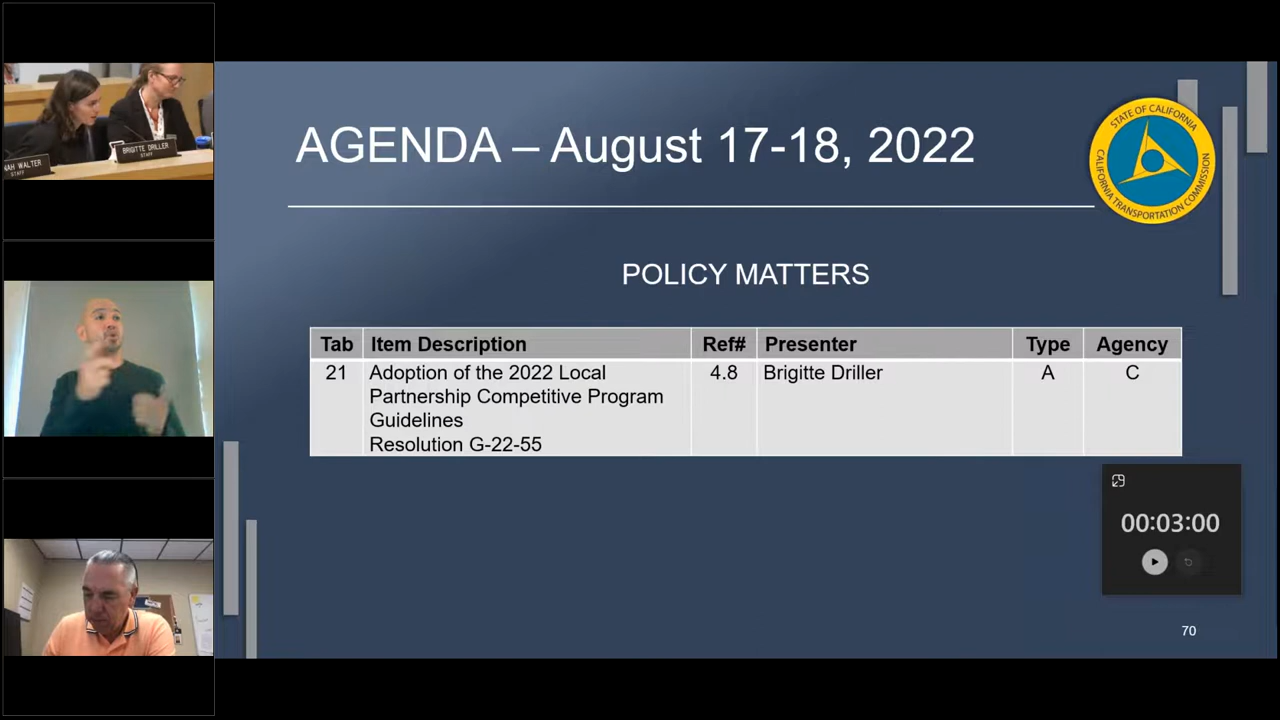 AGENDA – August 17-18, 2022
STATE OF CALIFORNIA
CALIFORNIA TRANSPORTATION COMMISSION
POLICY MATTERS
Tab Item Description Ref# Presenter Type Agency
21 Adoption of the 2022 Local 4.8 Brigitte Driller A C
Partnership Competitive Program
Guidelines
Resolution G-22-55
00:03:00
70
WALTER
STAFF
BRIGITTE DRILLER
STAFF